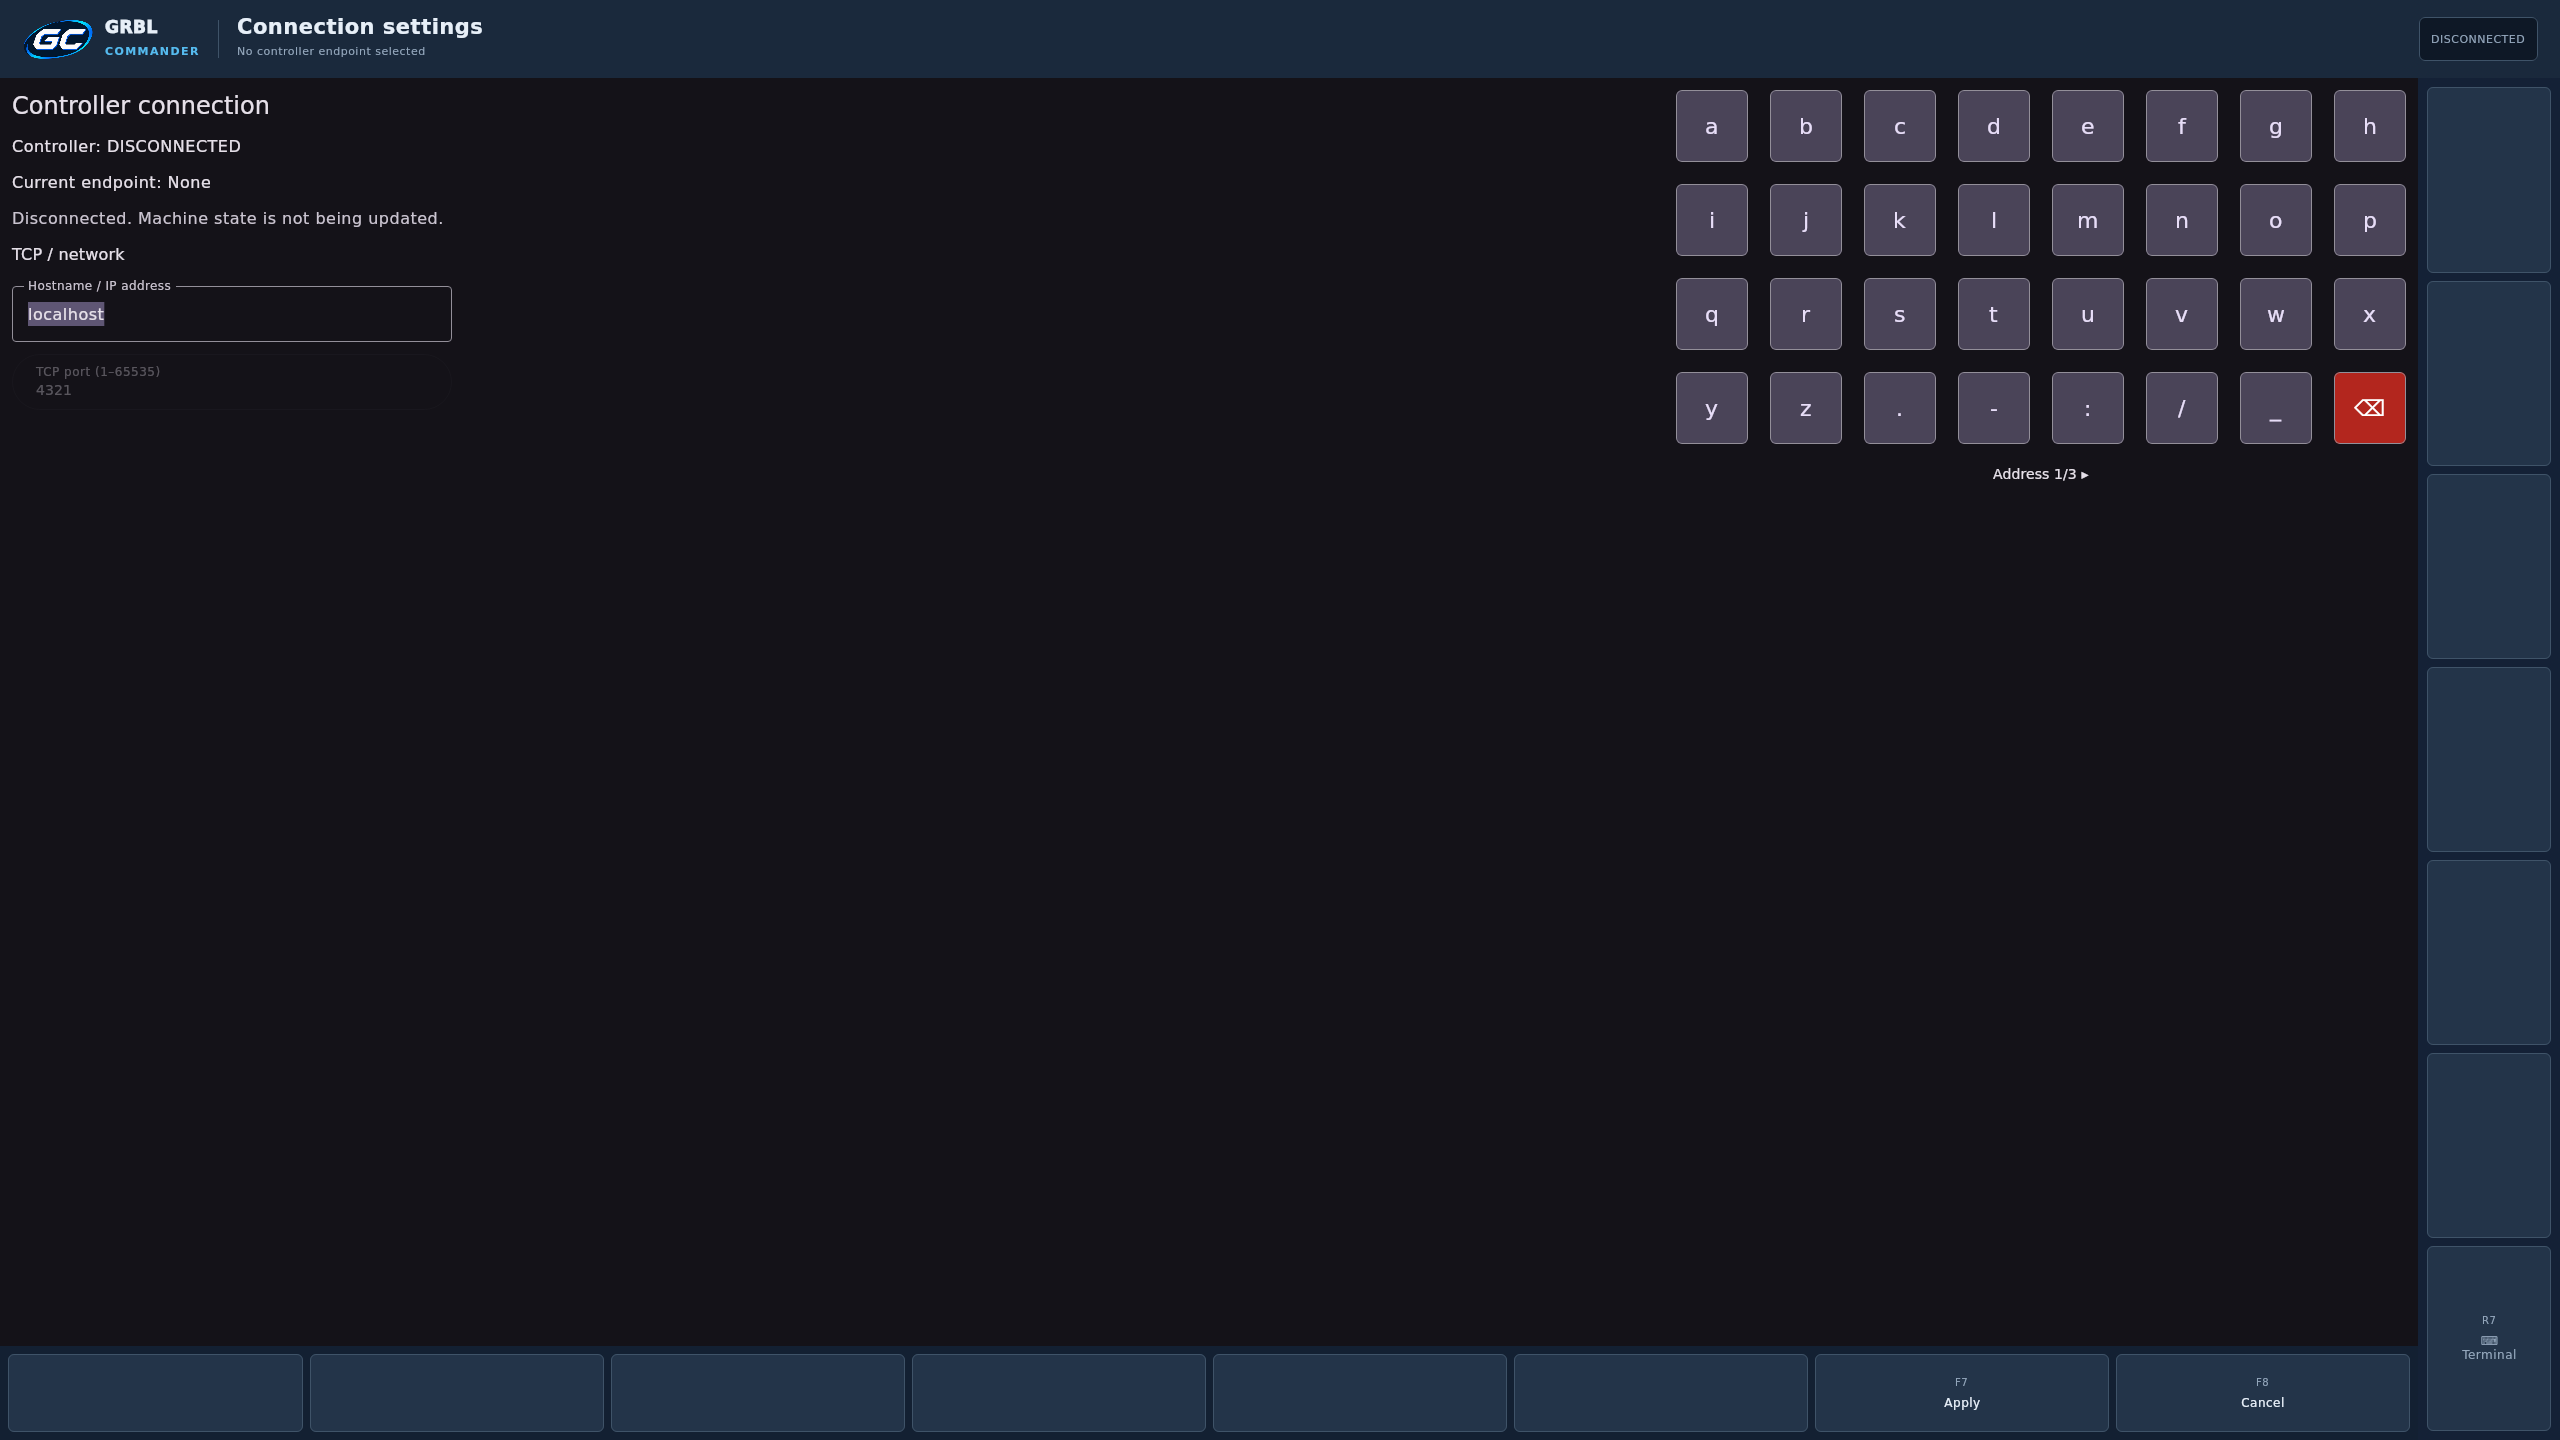 GC
GRBL
COMMANDER
Connection settings
No controller endpoint selected
DISCONNECTED
Controller connection
Controller: DISCONNECTED
Current endpoint: None
Disconnected. Machine state is not being updated.
TCP / network
Hostname / IP address
localhost
TCP port (1–65535)
4321
a b c d e f g h
i j k l m n o p
q r s t u v w x
y z . - : / _ ⌫
Address 1/3 ▸
R7
⌨
Terminal
F7
Apply
F8
Cancel